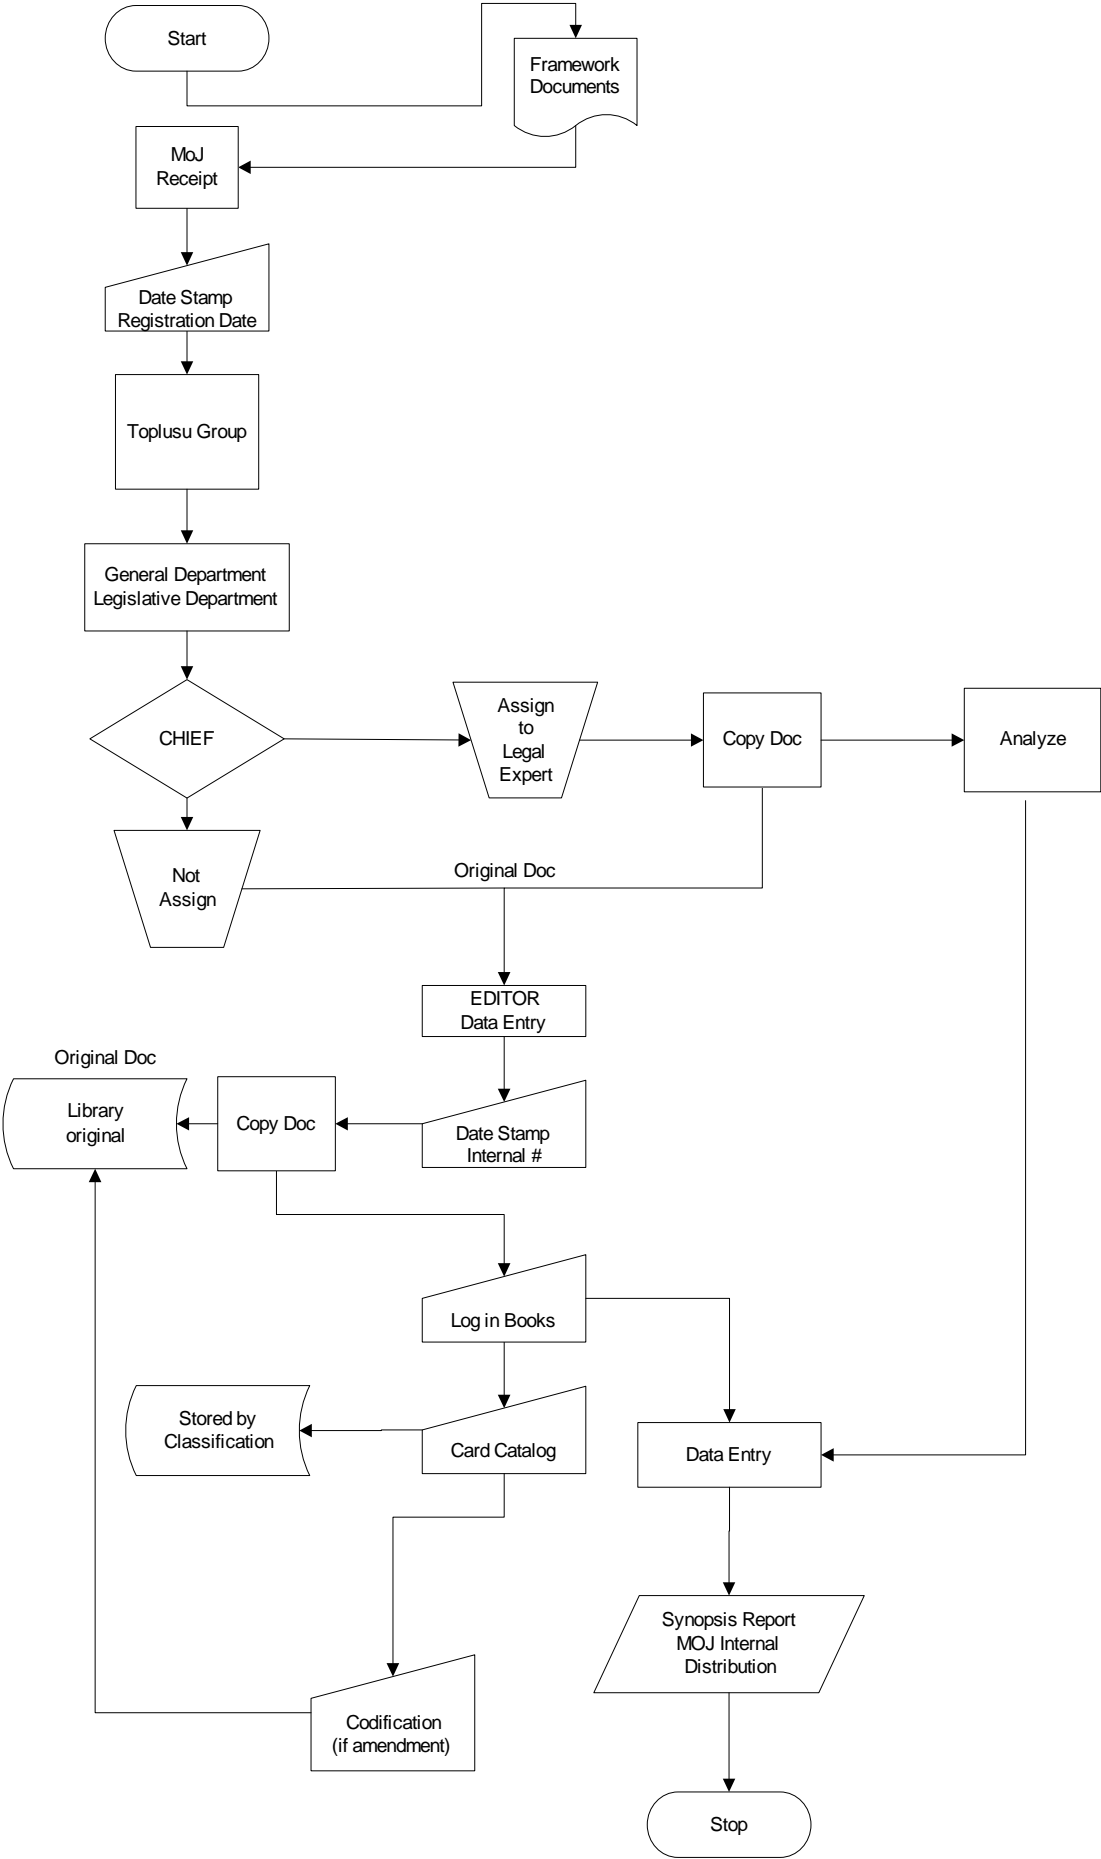 Start
Framework
Documents
MoJ
Receipt
Date Stamp
Registration Date
Toplusu Group
General Department
Legislative Department
CHIEF
Assign
to
Legal
Expert
Copy Doc
Analyze
Not
Assign
Original Doc
EDITOR
Data Entry
Original Doc
Library
original
Copy Doc
Date Stamp
Internal #
Log in Books
Stored by
Classification
Card Catalog
Data Entry
Synopsis Report
MOJ Internal
Distribution
Codification
(if amendment)
Stop